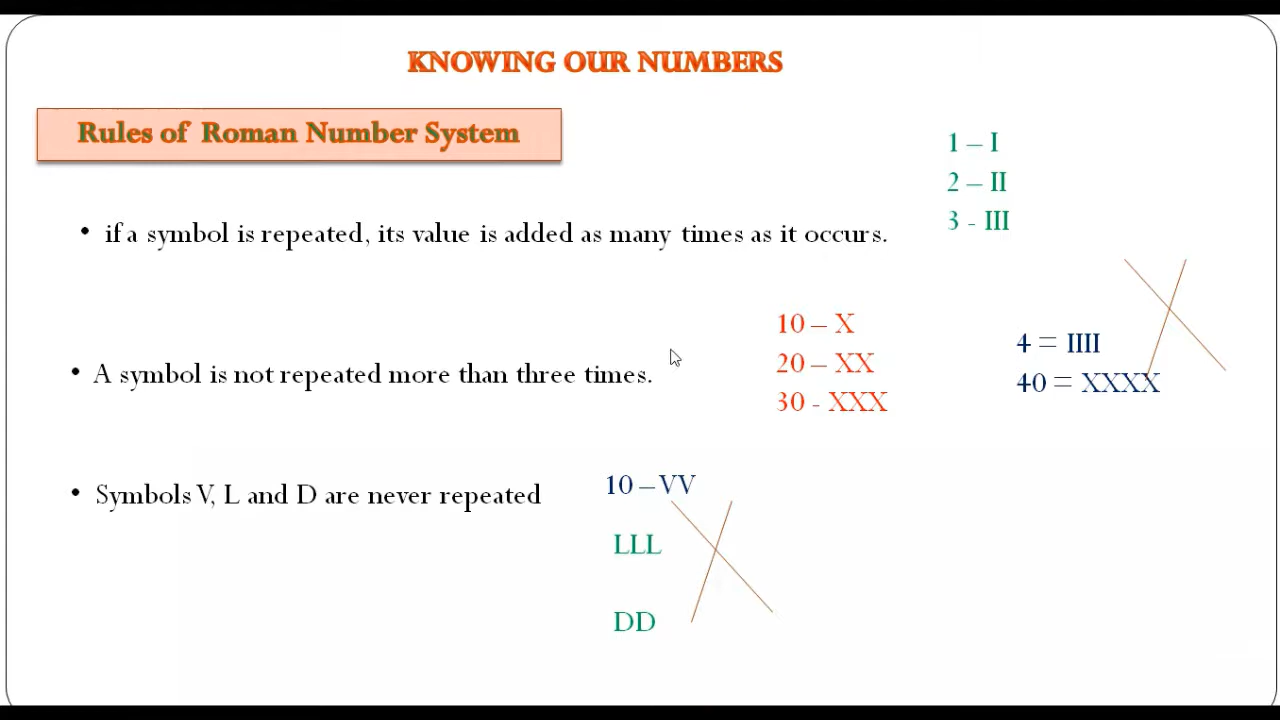 KNOWING OUR NUMBERS
Rules of Roman Number System
1 – I
2 – II
3 - III
• if a symbol is repeated, its value is added as many times as it occurs.
10 – X
20 – XX
30 - XXX
4 = IIII
40 = XXXX
• A symbol is not repeated more than three times.
• Symbols V, L and D are never repeated
10 – VV
LLL
DD